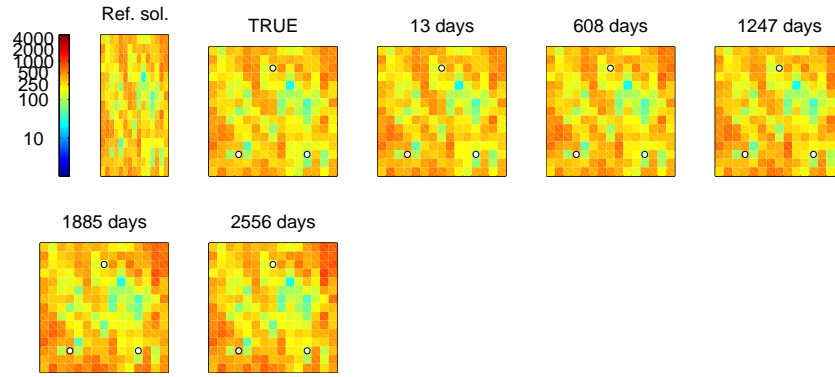 Ref. sol.
TRUE
13 days
608 days
1247 days
4000
2000
1000
500
250
100
10
1885 days
2556 days